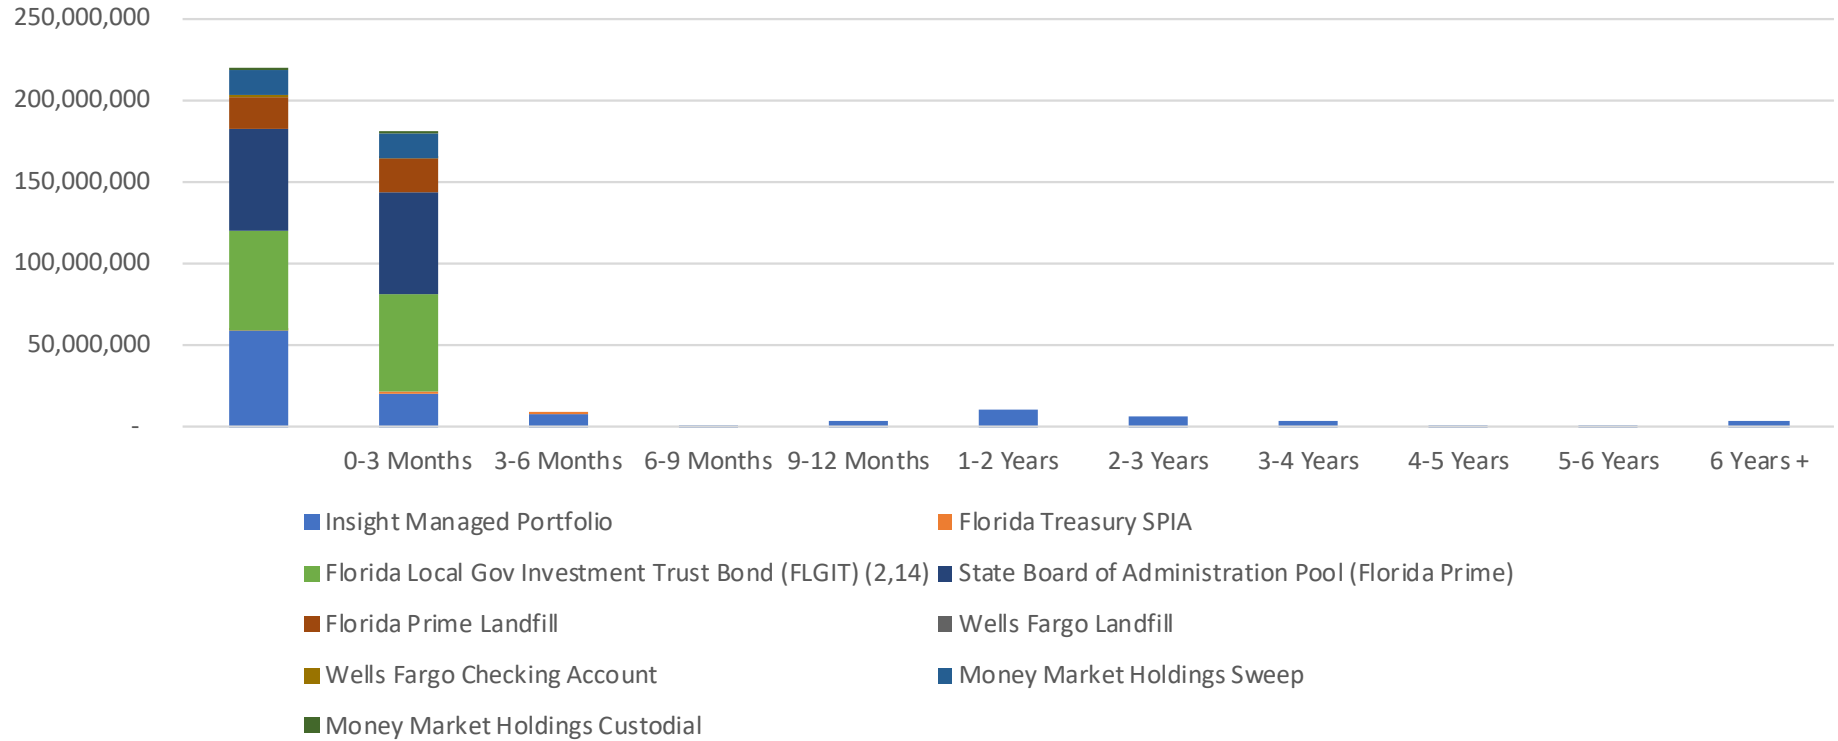 250,000,000
200,000,000
150,000,000
100,000,000
50,000,000
-
0-3 Months 3-6 Months 6-9 Months 9-12 Months 1-2 Years 2-3 Years 3-4 Years 4-5 Years 5-6 Years 6 Years +
Insight Managed Portfolio Florida Treasury SPIA
Florida Local Gov Investment Trust Bond (FLGIT) (2,14) State Board of Administration Pool (Florida Prime)
Florida Prime Landfill Wells Fargo Landfill
Wells Fargo Checking Account Money Market Holdings Sweep
Money Market Holdings Custodial